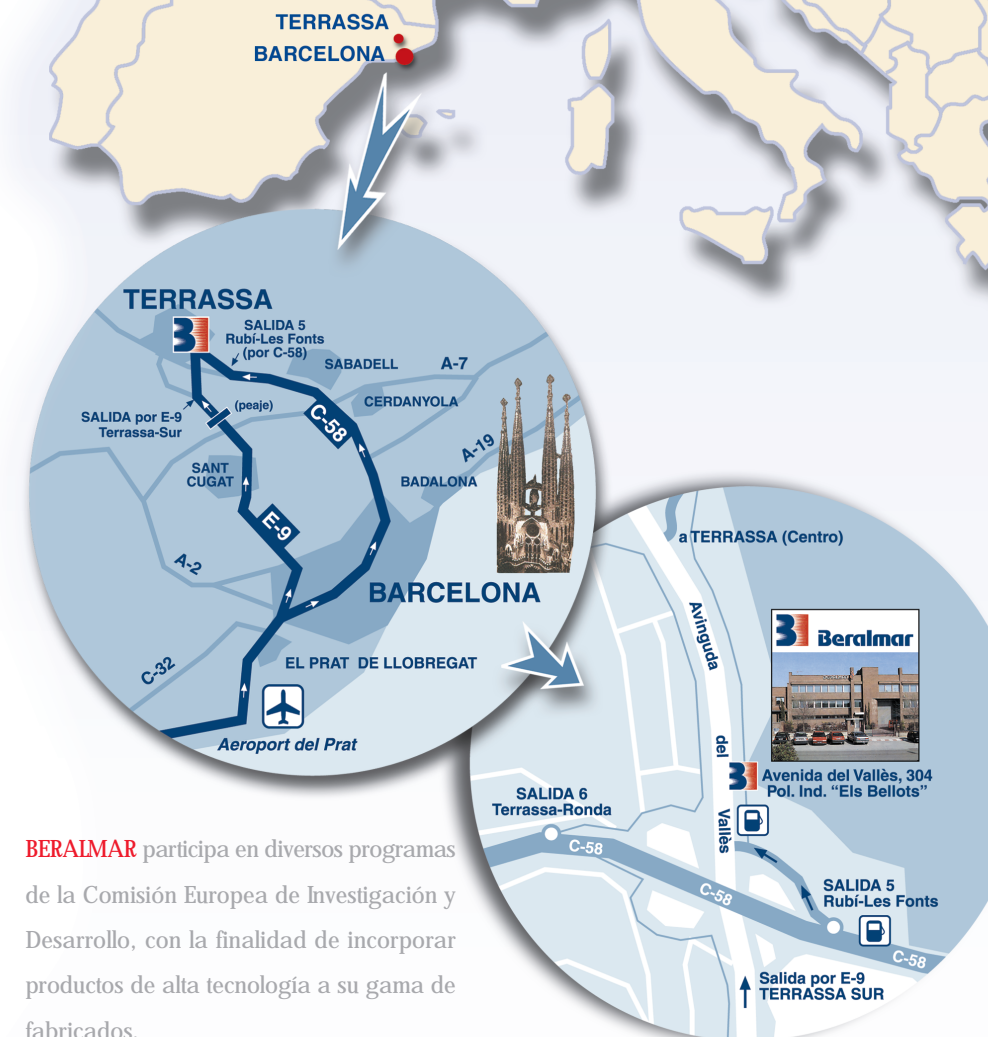 TERRASSA
BARCELONA
TERRASSA
SALIDA 5
Rubí-Les Fonts
(por C-58)
SABADELL
A-7
(peaje)
CERDANYOLA
SALIDA por E-9
Terrassa-Sur
C-58
A-19
SANT
CUGAT
BADALONA
E-9
A-2
BARCELONA
C-32
EL PRAT DE LLOBREGAT
Aeroport del Prat
a TERRASSA (Centro)
Avinguda
del
Vallès
Beralmar
Avenida del Vallès, 304
Pol. Ind. “Els Bellots”
SALIDA 6
Terrassa-Ronda
C-58
C-58
SALIDA 5
Rubí-Les Fonts
C-58
Salida por E-9
TERRASSA SUR
BERALMAR participa en diversos programas
de la Comisión Europea de Investigación y
Desarrollo, con la finalidad de incorporar
productos de alta tecnología a su gama de
fabricados.